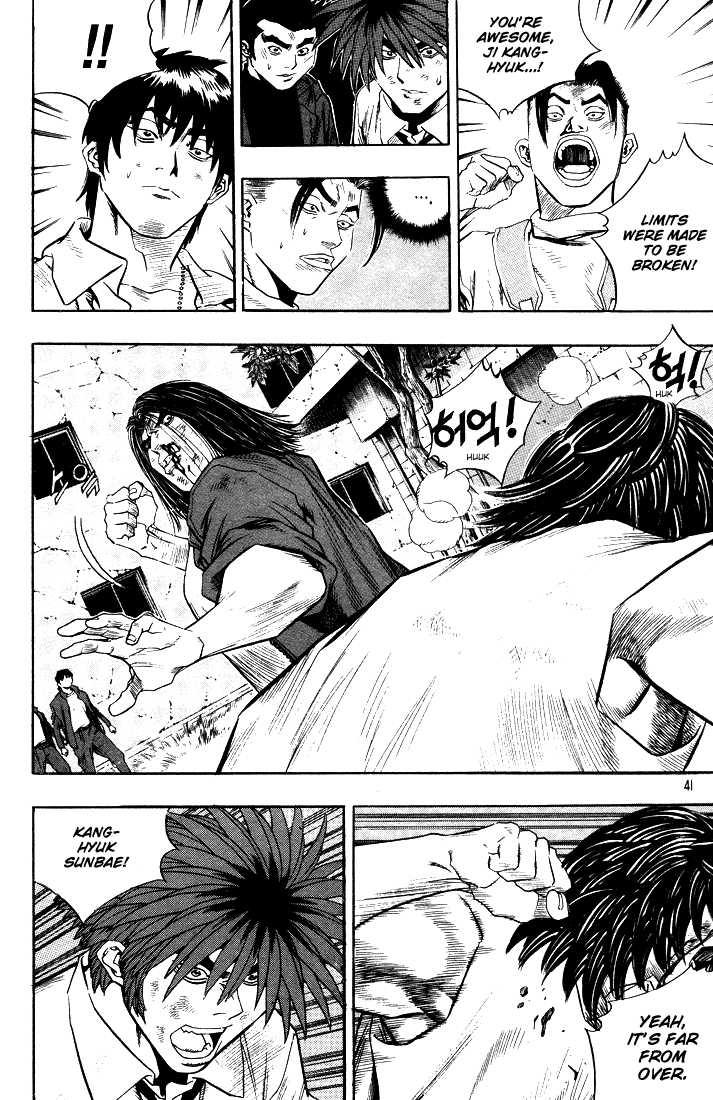 YOU'RE
AWESOME,
JI KANG-
HYUK...!
LIMITS
WERE MADE
TO BE
BROKEN!
...
!!
헉!
HUK
허억!
HUUK
41
YEAH,
IT'S FAR
FROM
OVER.
KANG-
HYUK
SUNBAE!